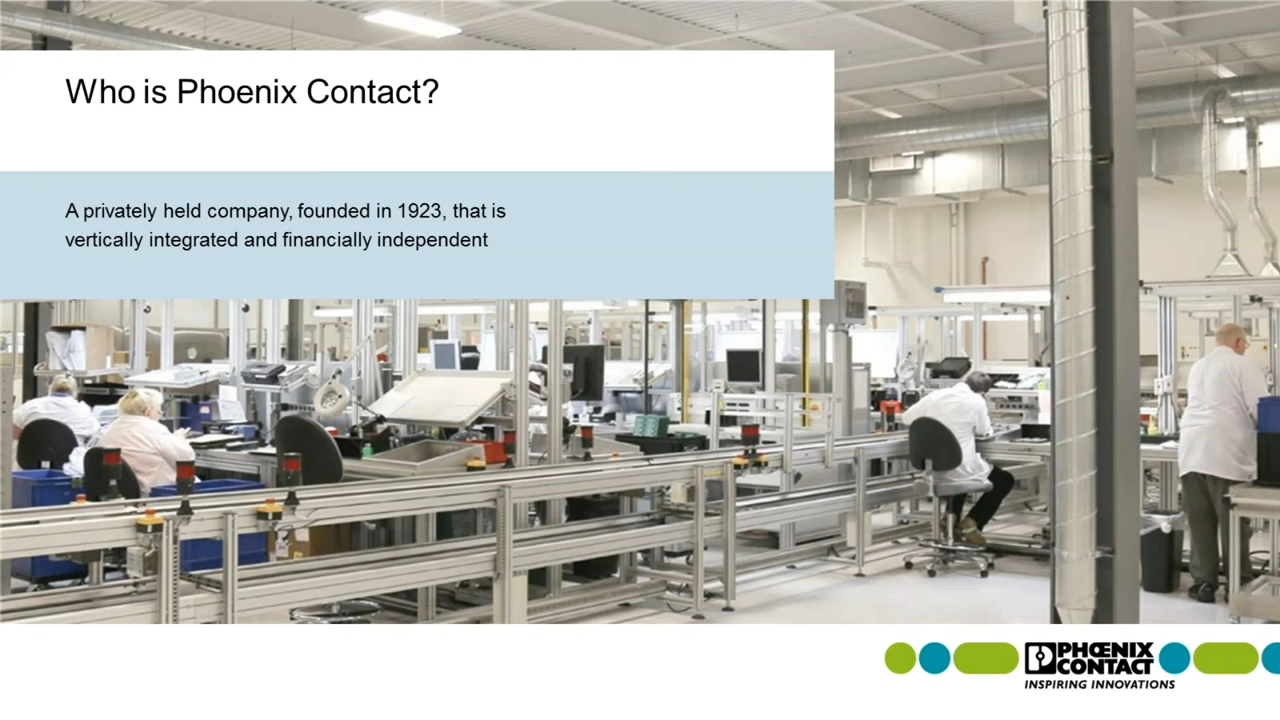 Who is Phoenix Contact?
A privately held company, founded in 1923, that is
vertically integrated and financially independent
PHŒNIX
CONTACT
INSPIRING INNOVATIONS